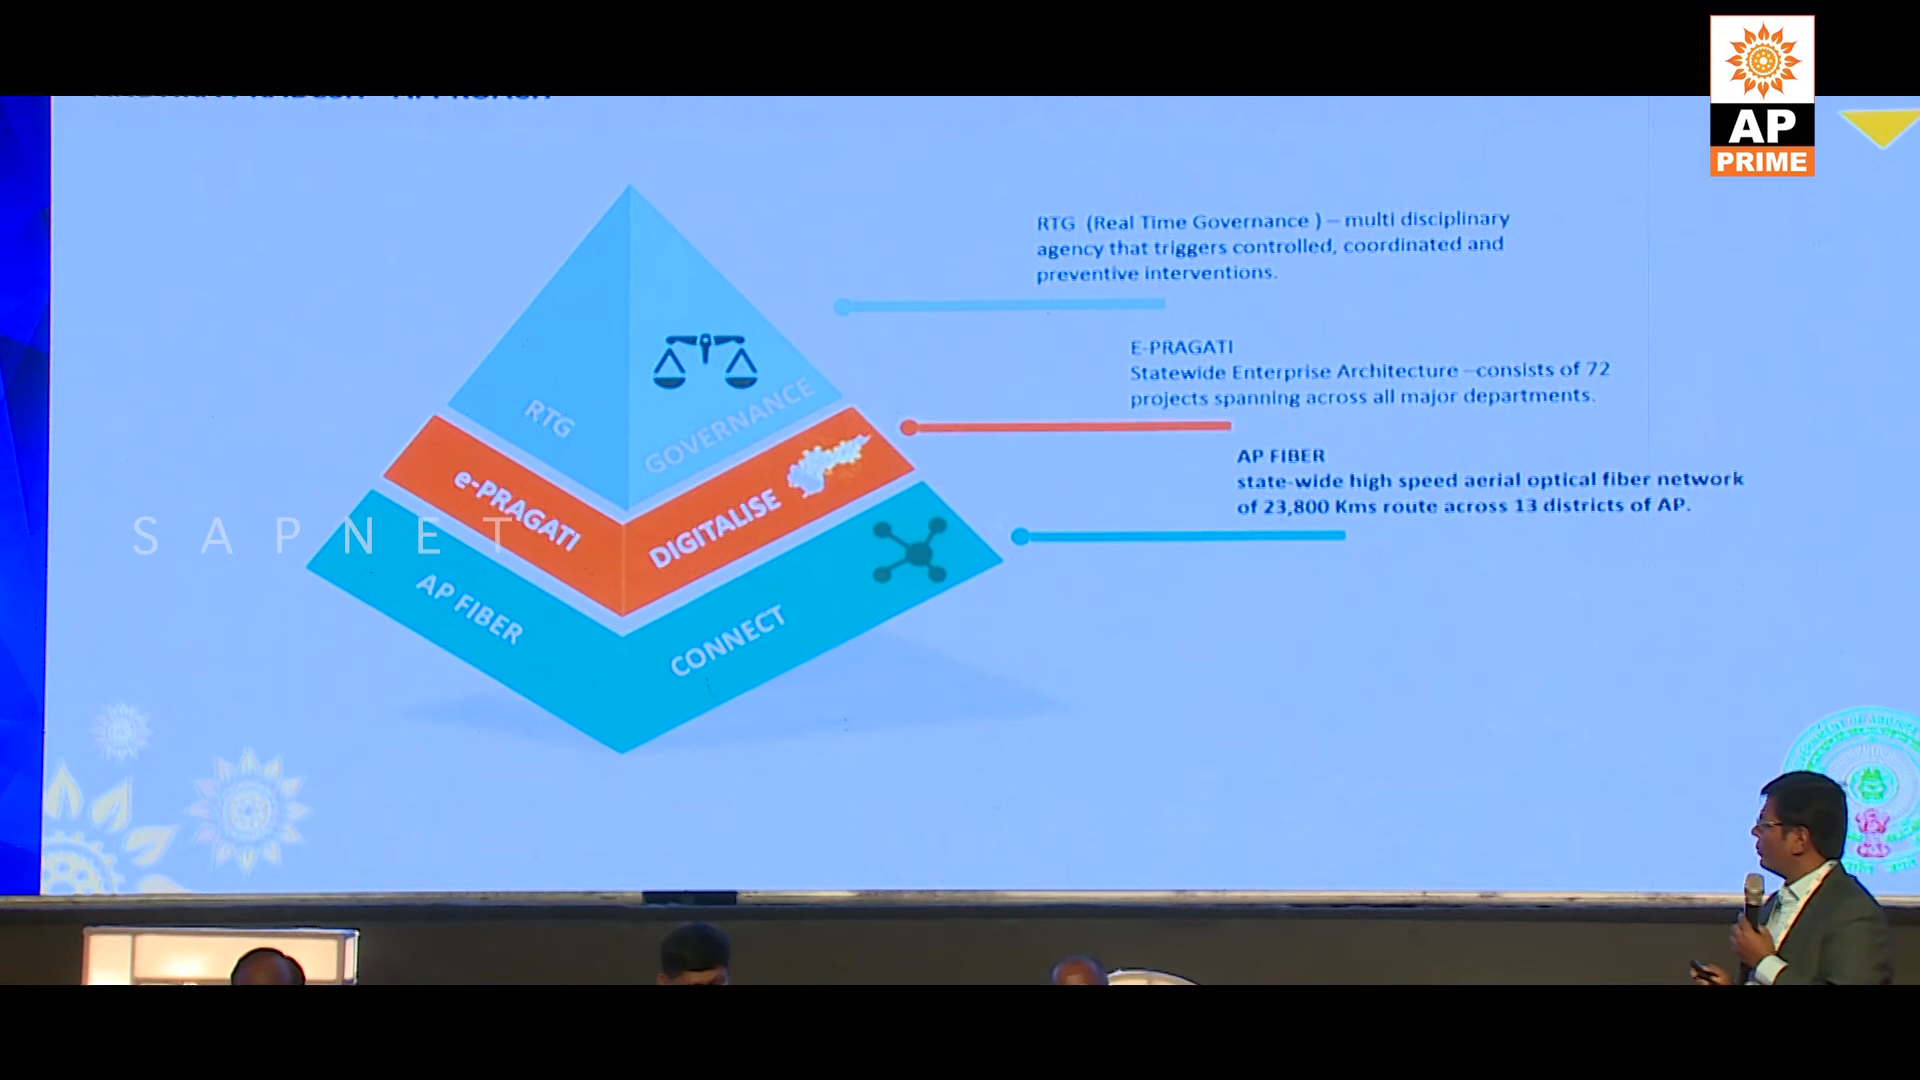 AP
PRIME
RTG (Real Time Governance ) – multi disciplinary
agency that triggers controlled, coordinated and
preventive interventions.
E-PRAGATI
Statewide Enterprise Architecture –consists of 72
projects spanning across all major departments.
AP FIBER
state-wide high speed aerial optical fiber network
of 23,800 Kms route across 13 districts of AP.
RTG
GOVERNANCE
e-PRAGATI
DIGITALISE
AP FIBER
CONNECT
SAPNET